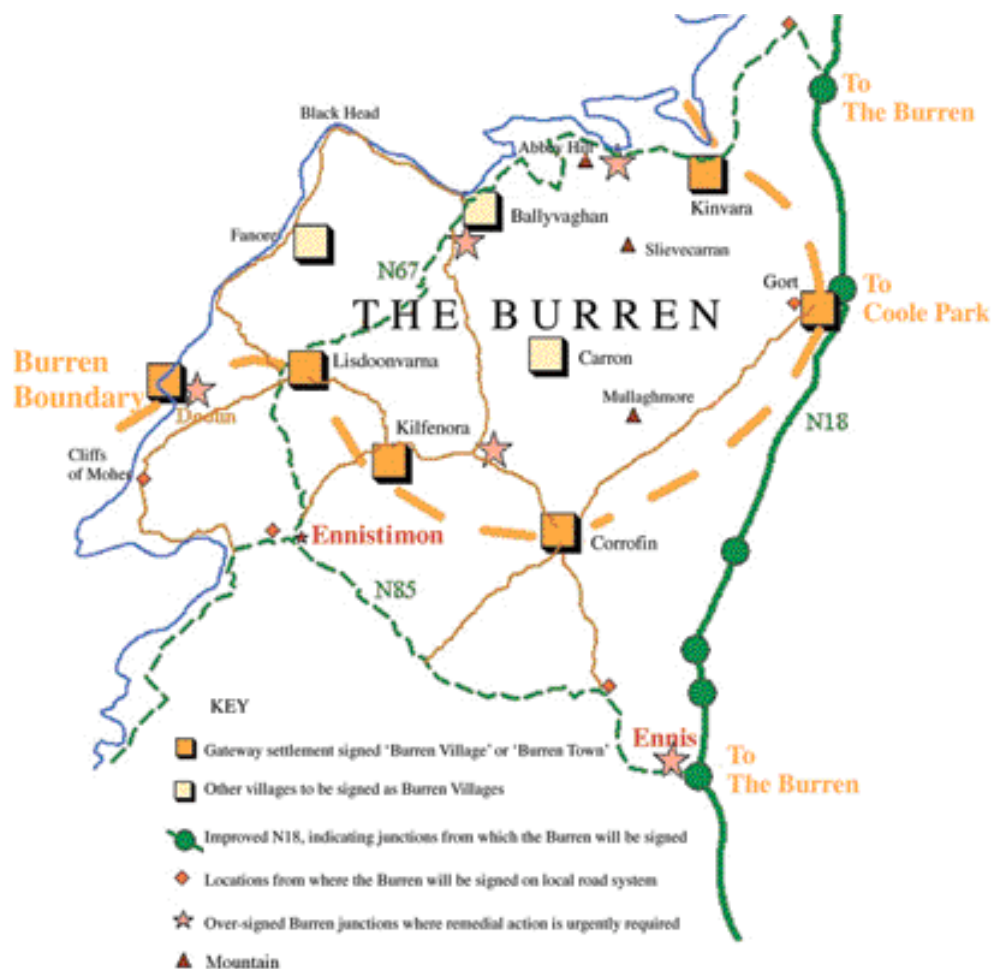 To
The Burren
Black Head
Abbey Hill
Kinvara
Ballyvaghan
Fanore
Slievecarran
N67
Gort
To
Coole Park
THE BURREN
Burren
Boundary
Lisdoonvarna
Carron
Doolin
Mullaghmore
N18
Kilfenora
Cliffs
of Moher
Ennistimon
Corrofin
N85
KEY
Ennis
Gateway settlement signed ‘Burren Village’ or ‘Burren Town’
To
The Burren
Other villages to be signed as Burren Villages
Improved N18, indicating junctions from which the Burren will be signed
Locations from where the Burren will be signed on local road system
Over-signed Burren junctions where remedial action is urgently required
Mountain